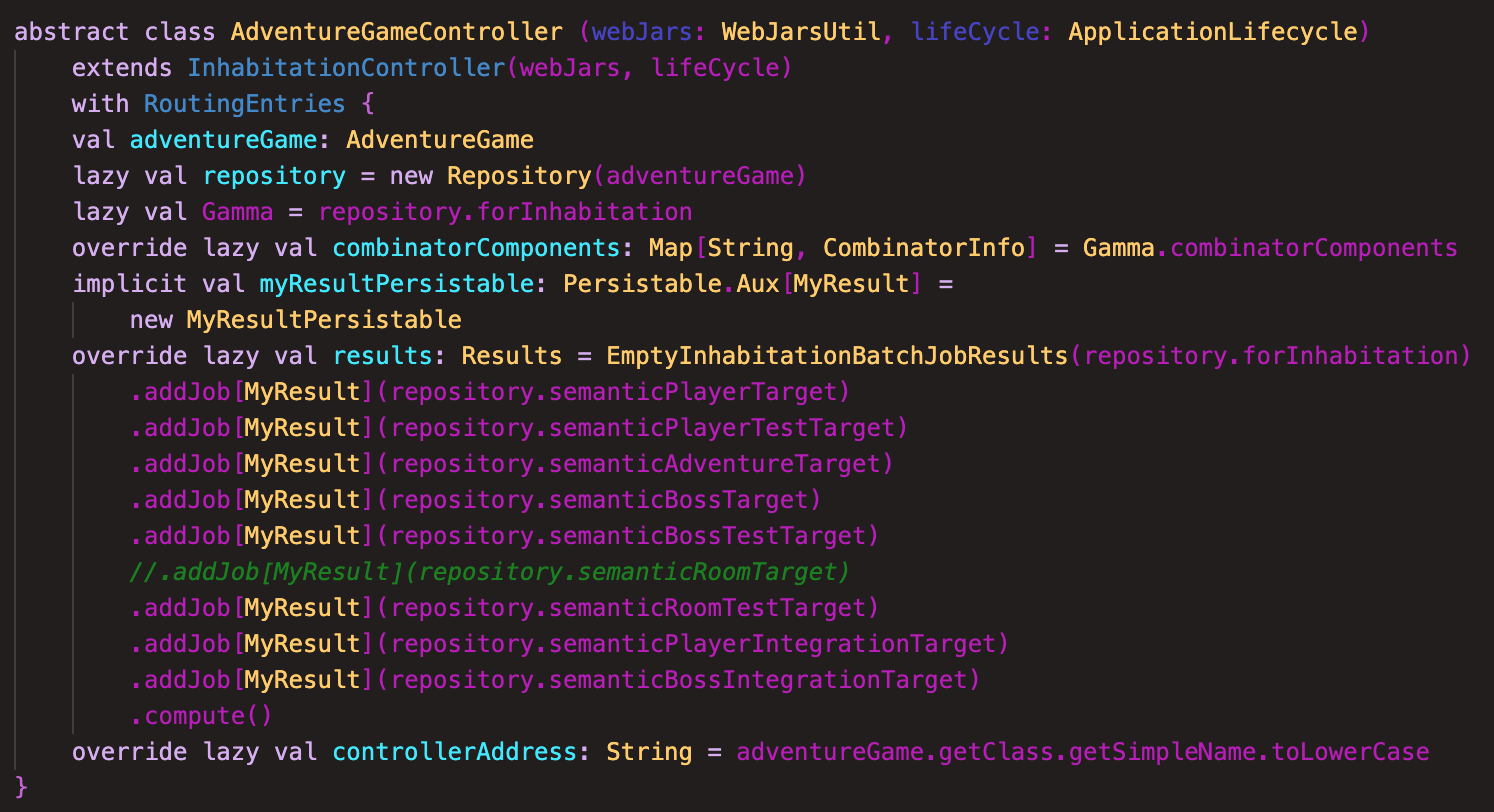 abstract class AdventureGameController (webJars: WebJarsUtil, lifeCycle: ApplicationLifecycle)
    extends InhabitationController(webJars, lifeCycle)
    with RoutingEntries {
    val adventureGame: AdventureGame
    lazy val repository = new Repository(adventureGame)
    lazy val Gamma = repository.forInhabitation
    override lazy val combinatorComponents: Map[String, CombinatorInfo] = Gamma.combinatorComponents
    implicit val myResultPersistable: Persistable.Aux[MyResult] =
        new MyResultPersistable
    override lazy val results: Results = EmptyInhabitationBatchJobResults(repository.forInhabitation)
        .addJob[MyResult](repository.semanticPlayerTarget)
        .addJob[MyResult](repository.semanticPlayerTestTarget)
        .addJob[MyResult](repository.semanticAdventureTarget)
        .addJob[MyResult](repository.semanticBossTarget)
        .addJob[MyResult](repository.semanticBossTestTarget)
        //.addJob[MyResult](repository.semanticRoomTarget)
        .addJob[MyResult](repository.semanticRoomTestTarget)
        .addJob[MyResult](repository.semanticPlayerIntegrationTarget)
        .addJob[MyResult](repository.semanticBossIntegrationTarget)
        .compute()
    override lazy val controllerAddress: String = adventureGame.getClass.getSimpleName.toLowerCase
}